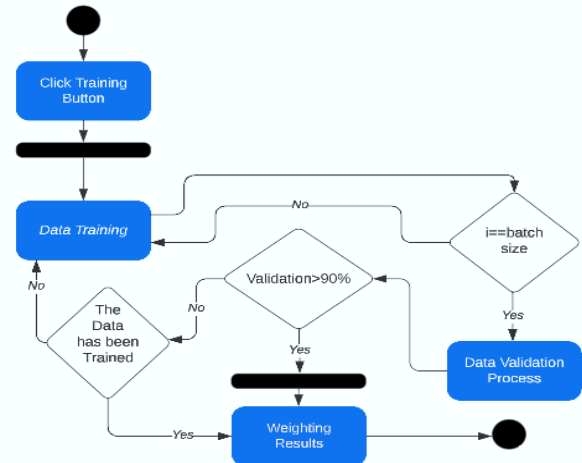 Click Training
Button
Data Training
No
i==batch
size
Validation>90%
No
No
The
Data
has been
Trained
Yes
Yes
Data Validation
Process
Yes
Weighting
Results